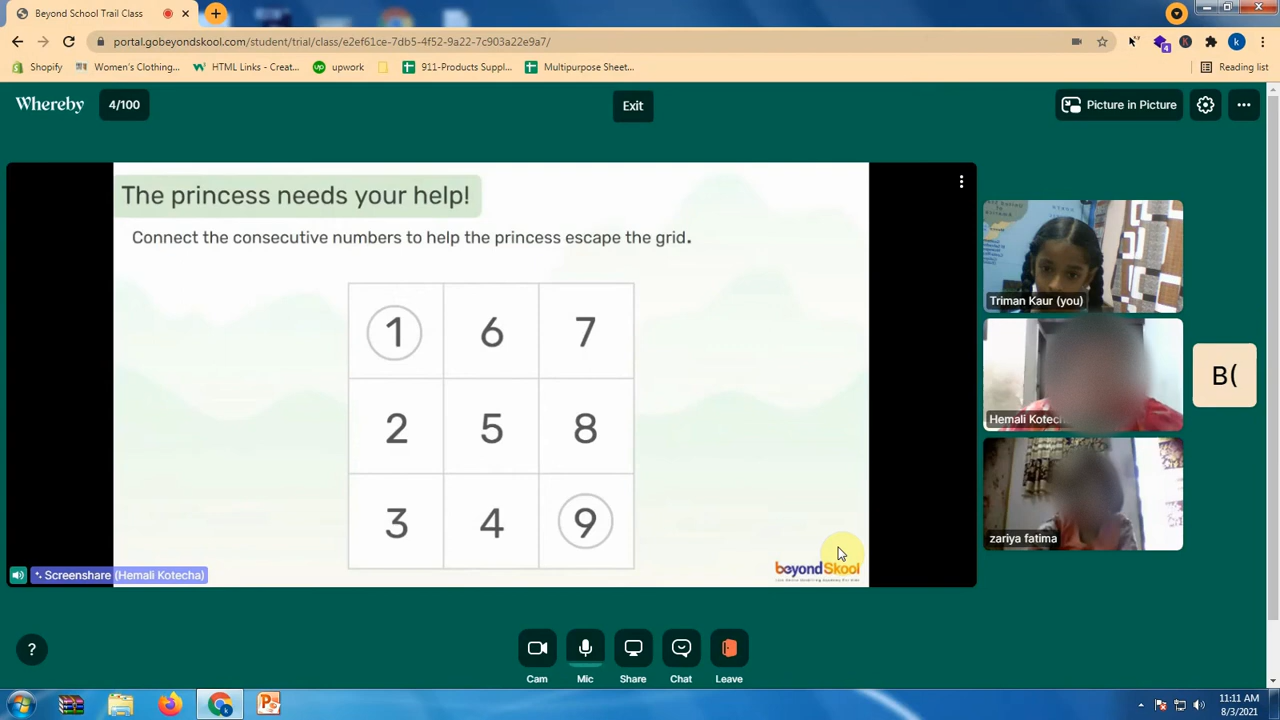 Beyond School Trail Class
portal.gobeyondskool.com/student/trial/class/e2ef61ce-7db5-4f52-9a22-7c903a22e9a7/
4
K
k
Shopify
Women's Clothing...
HTML Links - Creat...
up
upwork
911-Products Suppl...
Multipurpose Sheet...
Reading list
Whereby
4/100
Exit
Picture in Picture
The princess needs your help!
Connect the consecutive numbers to help the princess escape the grid.
1 6 7
2 5 8
3 4 9
beyondSkool
Screenshare (Hemali Kotecha)
Triman Kaur (you)
Hemali Kotech
zariya fatima
B(
?
Cam
Mic
Share
Chat
Leave
11:11 AM
8/3/2021